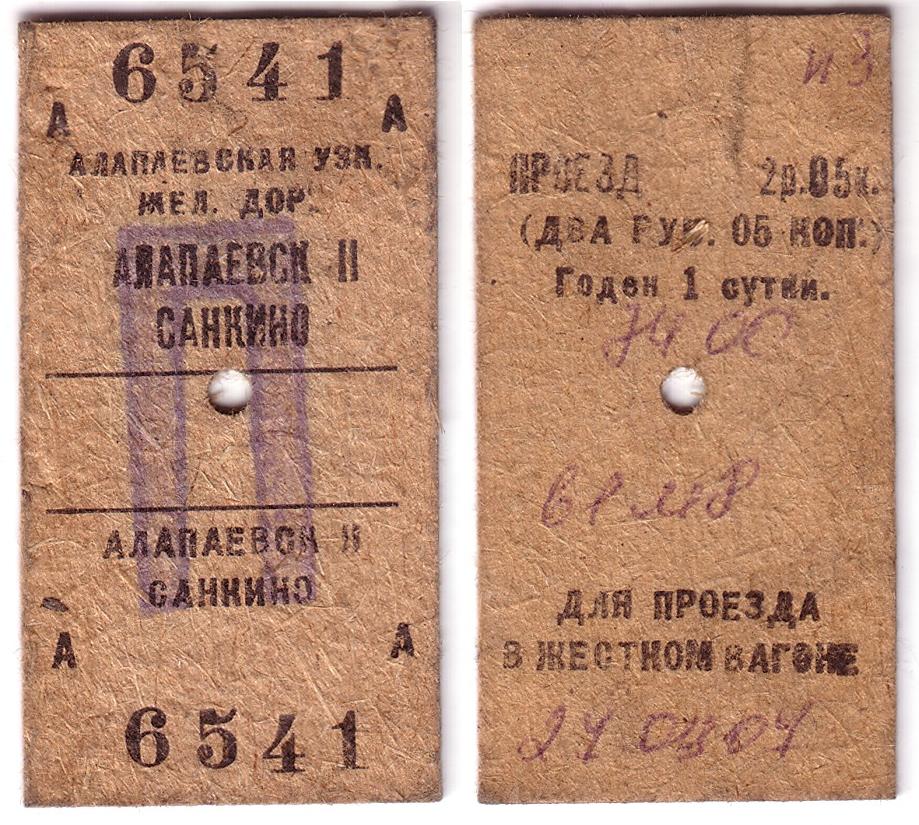 6541
А А
АЛАПАЕВСКАЯ УЗК.
ЖЕЛ. ДОР.
АЛАПАЕВСК II
САНКИНО
П
АЛАПАЕВСК II
САНКИНО
А А
6541
ПРОЕЗД 2р.05к.
(ДВА РУБ. 05 КОП.)
Годен 1 сутки.
ДЛЯ ПРОЕЗДА
В ЖЕСТКОМ ВАГОНЕ